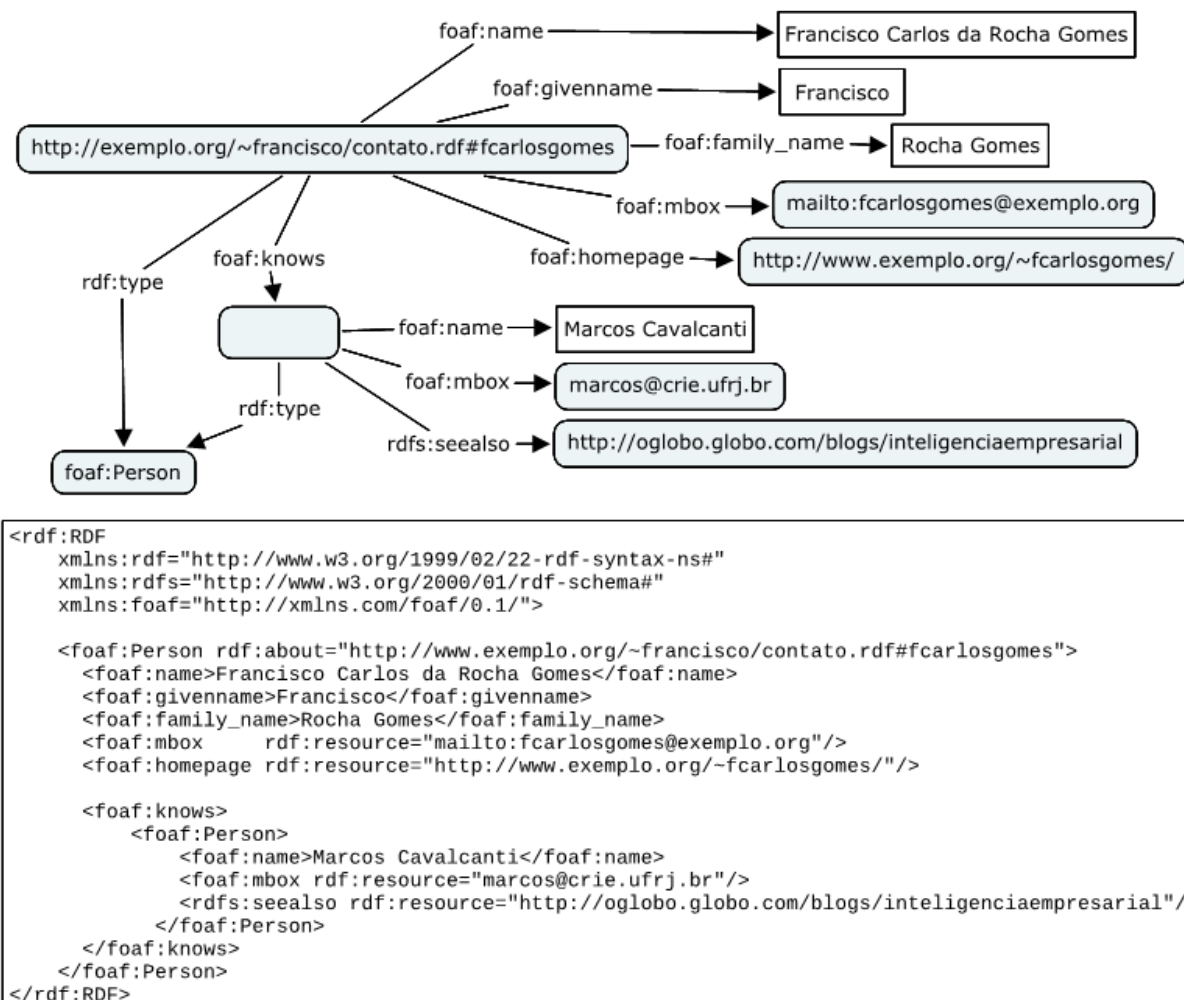 foaf:name
Francisco Carlos da Rocha Gomes
foaf:givenname
Francisco
http://exemplo.org/~francisco/contato.rdf#fcarlosgomes
foaf:family_name
Rocha Gomes
foaf:mbox
mailto:fcarlosgomes@exemplo.org
foaf:homepage
http://www.exemplo.org/~fcarlosgomes/
rdf:type
foaf:knows
foaf:name
Marcos Cavalcanti
foaf:mbox
marcos@crie.ufrj.br
rdf:type
rdfs:seealso
http://oglobo.globo.com/blogs/inteligenciaempresarial
foaf:Person
<rdf:RDF
xmlns:rdf="http://www.w3.org/1999/02/22-rdf-syntax-ns#"
xmlns:rdfs="http://www.w3.org/2000/01/rdf-schema#"
xmlns:foaf="http://xmlns.com/foaf/0.1/">
<foaf:Person rdf:about="http://www.exemplo.org/~francisco/contato.rdf#fcarlosgomes">
<foaf:name>Francisco Carlos da Rocha Gomes</foaf:name>
<foaf:givenname>Francisco</foaf:givenname>
<foaf:family_name>Rocha Gomes</foaf:family_name>
<foaf:mbox rdf:resource="mailto:fcarlosgomes@exemplo.org"/>
<foaf:homepage rdf:resource="http://www.exemplo.org/~fcarlosgomes/"/>
<foaf:knows>
<foaf:Person>
<foaf:name>Marcos Cavalcanti</foaf:name>
<foaf:mbox rdf:resource="marcos@crie.ufrj.br"/>
<rdfs:seealso rdf:resource="http://oglobo.globo.com/blogs/inteligenciaempresarial"/
</foaf:Person>
</foaf:knows>
</foaf:Person>
</rdf:RDF>